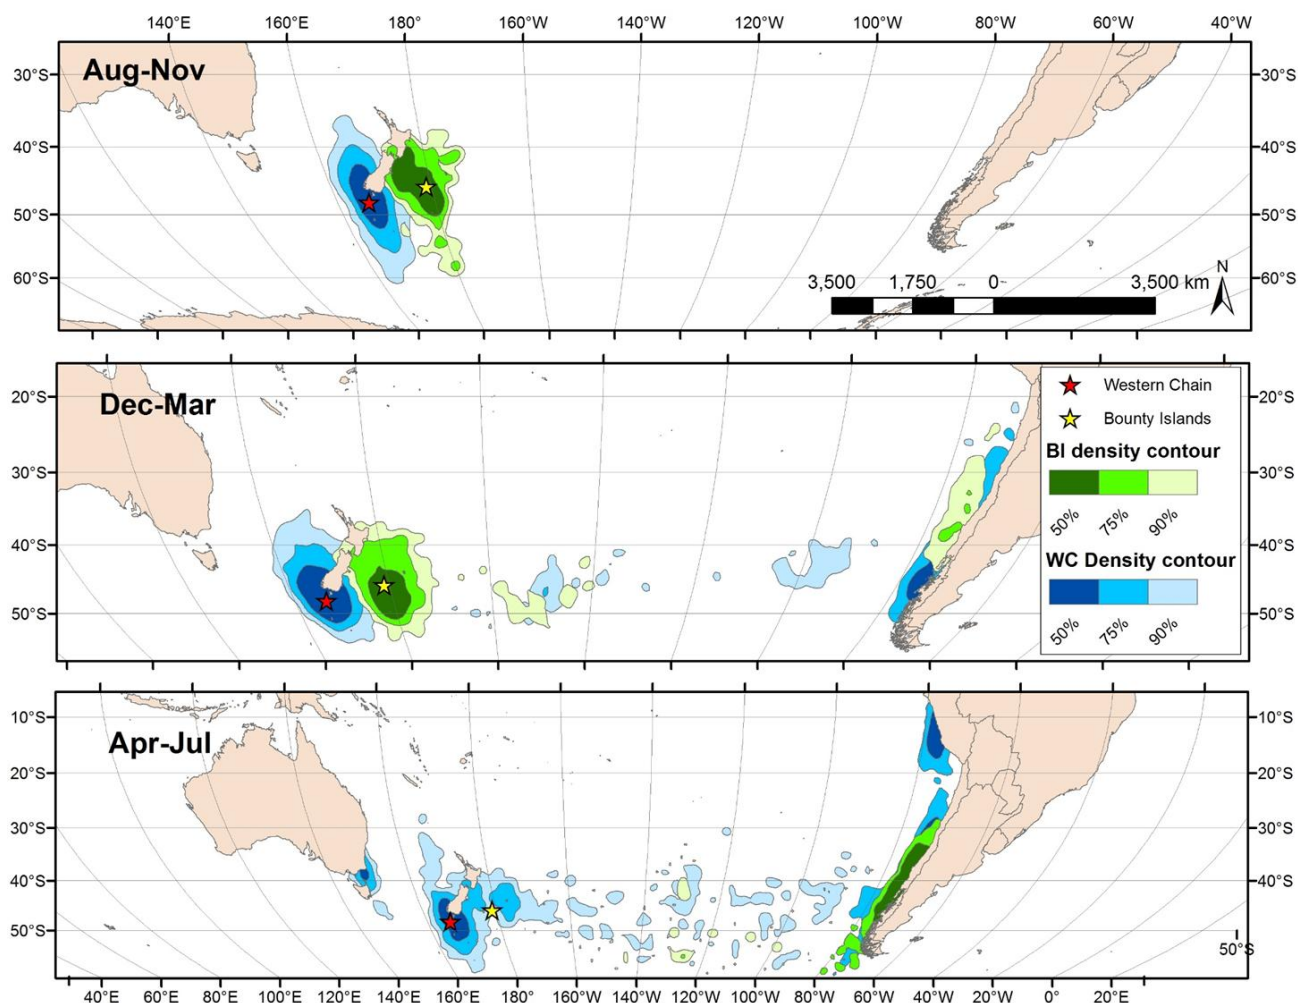 140°E 160°E 180° 160°W 140°W 120°W 100°W 80°W 60°W 40°W
Aug-Nov
30°S 30°S
40°S 40°S
50°S 50°S
60°S 60°S
3,500 1,750 0 3,500 km
N
Dec-Mar
20°S 20°S
30°S 30°S
40°S 40°S
50°S 50°S
Western Chain
Bounty Islands
BI density contour
50% 75% 90%
WC Density contour
50% 75% 90%
Apr-Jul
10°S 10°S
20°S 20°S
30°S 30°S
40°S 40°S
50°S 50°S
40°E 60°E 80°E 100°E 120°E 140°E 160°E 180° 160°W 140°W 120°W 100°W 80°W 60°W 40°W 20°W 0° 20°E